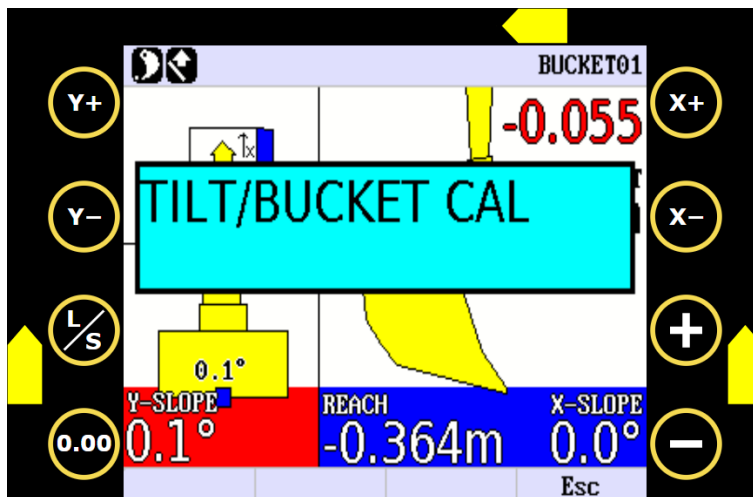 BUCKET01
Y+
X+
-0.055
x
TILT/BUCKET CAL
Y−
X−
L/S
+
0.1°
Y-SLOPE
REACH
X-SLOPE
0.1°
-0.364m
0.0°
0.00
−
Esc